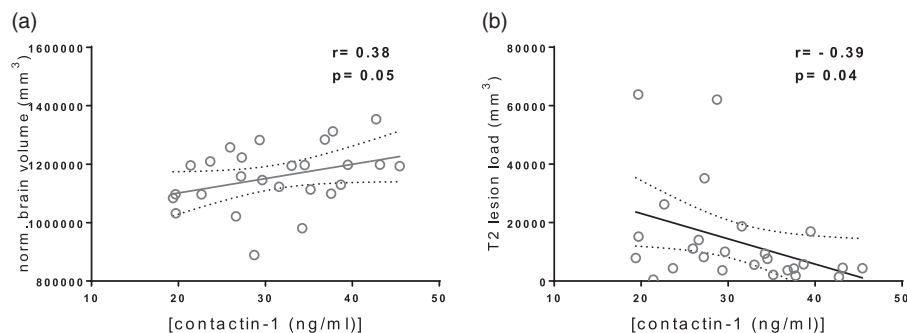 (a)
1600000
1400000
1200000
1000000
800000
norm. brain volume (mm³)
r= 0.38
p= 0.05
10 20 30 40 50
[contactin-1 (ng/ml)]
(b)
80000
60000
40000
20000
0
T2 lesion load (mm³)
r= - 0.39
p= 0.04
10 20 30 40 50
[contactin-1 (ng/ml)]